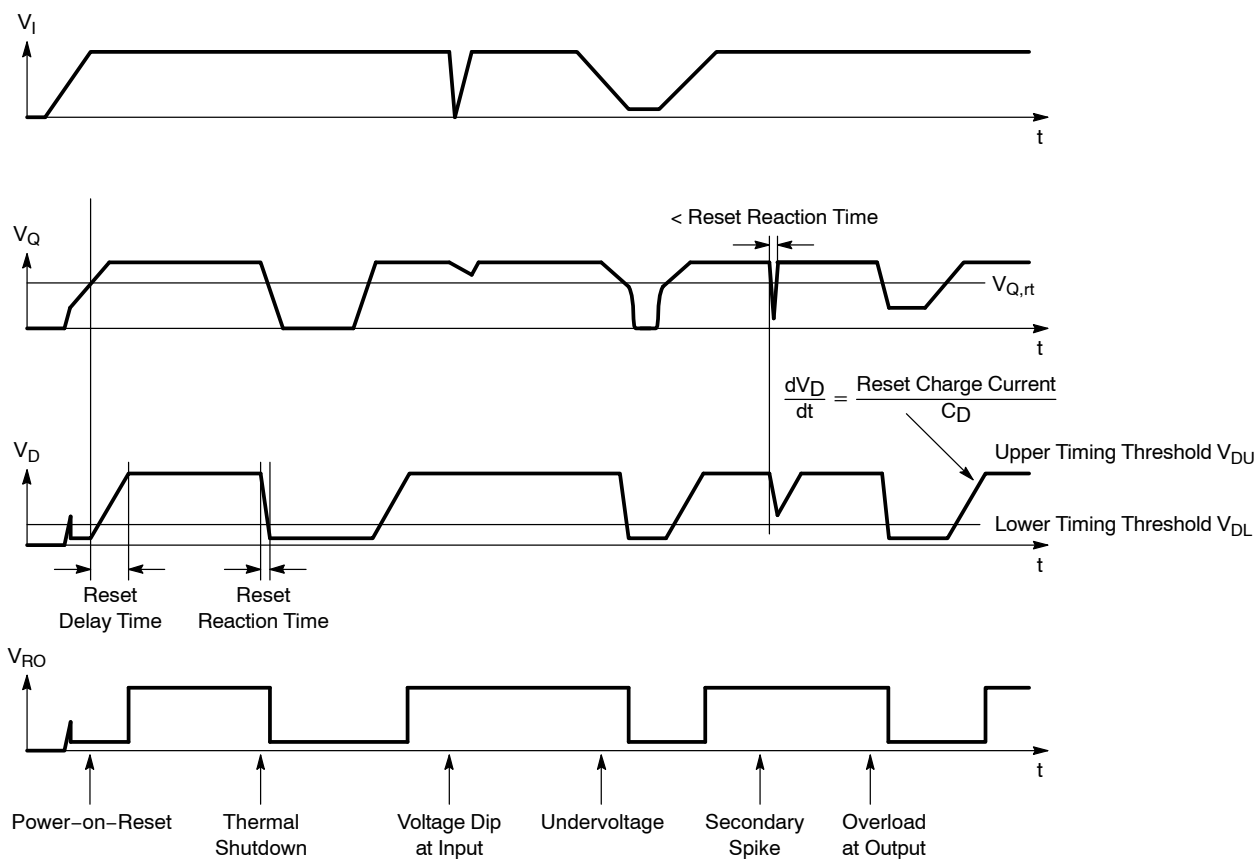 V_I
t
< Reset Reaction Time
V_Q
V_Q,rt
t
dV_D/dt = Reset Charge Current/C_D
V_D
Upper Timing Threshold V_DU
Lower Timing Threshold V_DL
t
Reset
Delay Time
Reset
Reaction Time
V_RO
t
Power−on−Reset
Thermal
Shutdown
Voltage Dip
at Input
Undervoltage
Secondary
Spike
Overload
at Output